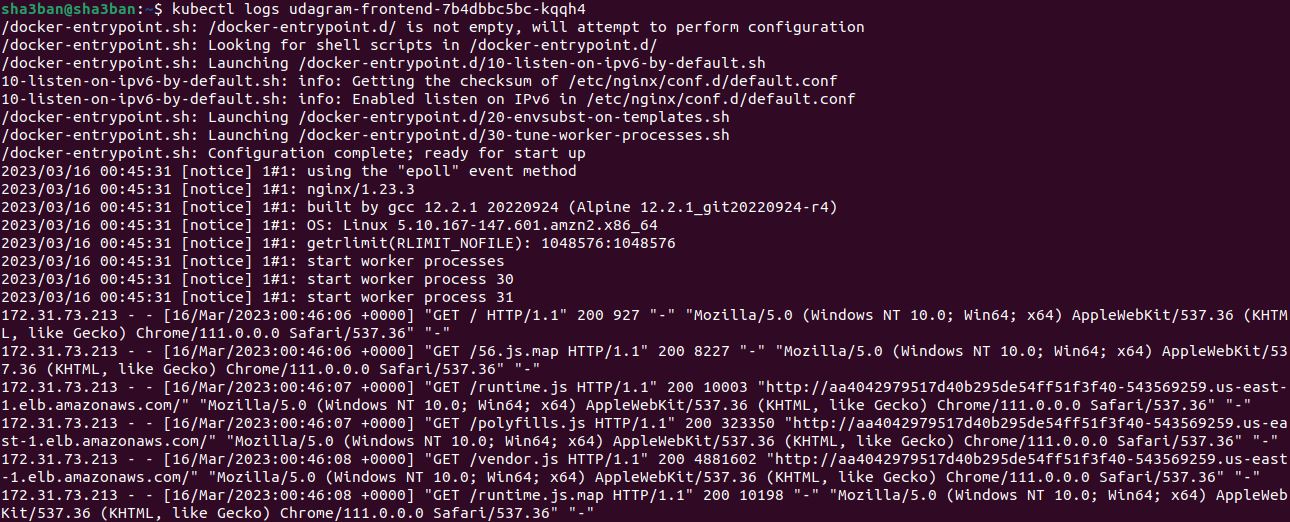 sha3ban@sha3ban:~$ kubectl logs udagram-frontend-7b4dbbc5bc-kqqh4
/docker-entrypoint.sh: /docker-entrypoint.d/ is not empty, will attempt to perform configuration
/docker-entrypoint.sh: Looking for shell scripts in /docker-entrypoint.d/
/docker-entrypoint.sh: Launching /docker-entrypoint.d/10-listen-on-ipv6-by-default.sh
10-listen-on-ipv6-by-default.sh: info: Getting the checksum of /etc/nginx/conf.d/default.conf
10-listen-on-ipv6-by-default.sh: info: Enabled listen on IPv6 in /etc/nginx/conf.d/default.conf
/docker-entrypoint.sh: Launching /docker-entrypoint.d/20-envsubst-on-templates.sh
/docker-entrypoint.sh: Launching /docker-entrypoint.d/30-tune-worker-processes.sh
/docker-entrypoint.sh: Configuration complete; ready for start up
2023/03/16 00:45:31 [notice] 1#1: using the "epoll" event method
2023/03/16 00:45:31 [notice] 1#1: nginx/1.23.3
2023/03/16 00:45:31 [notice] 1#1: built by gcc 12.2.1 20220924 (Alpine 12.2.1_git20220924-r4)
2023/03/16 00:45:31 [notice] 1#1: OS: Linux 5.10.167-147.601.amzn2.x86_64
2023/03/16 00:45:31 [notice] 1#1: getrlimit(RLIMIT_NOFILE): 1048576:1048576
2023/03/16 00:45:31 [notice] 1#1: start worker processes
2023/03/16 00:45:31 [notice] 1#1: start worker process 30
2023/03/16 00:45:31 [notice] 1#1: start worker process 31
172.31.73.213 - - [16/Mar/2023:00:46:06 +0000] "GET / HTTP/1.1" 200 927 "-" "Mozilla/5.0 (Windows NT 10.0; Win64; x64) AppleWebKit/537.36 (KHTM
L, like Gecko) Chrome/111.0.0.0 Safari/537.36" "-"
172.31.73.213 - - [16/Mar/2023:00:46:06 +0000] "GET /56.js.map HTTP/1.1" 200 8227 "-" "Mozilla/5.0 (Windows NT 10.0; Win64; x64) AppleWebKit/53
7.36 (KHTML, like Gecko) Chrome/111.0.0.0 Safari/537.36" "-"
172.31.73.213 - - [16/Mar/2023:00:46:07 +0000] "GET /runtime.js HTTP/1.1" 200 10003 "http://aa4042979517d40b295de54ff51f3f40-543569259.us-east-
1.elb.amazonaws.com/" "Mozilla/5.0 (Windows NT 10.0; Win64; x64) AppleWebKit/537.36 (KHTML, like Gecko) Chrome/111.0.0.0 Safari/537.36" "-"
172.31.73.213 - - [16/Mar/2023:00:46:07 +0000] "GET /polyfills.js HTTP/1.1" 200 323350 "http://aa4042979517d40b295de54ff51f3f40-543569259.us-ea
st-1.elb.amazonaws.com/" "Mozilla/5.0 (Windows NT 10.0; Win64; x64) AppleWebKit/537.36 (KHTML, like Gecko) Chrome/111.0.0.0 Safari/537.36" "-"
172.31.73.213 - - [16/Mar/2023:00:46:08 +0000] "GET /vendor.js HTTP/1.1" 200 4881602 "http://aa4042979517d40b295de54ff51f3f40-543569259.us-east
-1.elb.amazonaws.com/" "Mozilla/5.0 (Windows NT 10.0; Win64; x64) AppleWebKit/537.36 (KHTML, like Gecko) Chrome/111.0.0.0 Safari/537.36" "-"
172.31.73.213 - - [16/Mar/2023:00:46:08 +0000] "GET /runtime.js.map HTTP/1.1" 200 10198 "-" "Mozilla/5.0 (Windows NT 10.0; Win64; x64) AppleWeb
Kit/537.36 (KHTML, like Gecko) Chrome/111.0.0.0 Safari/537.36" "-"